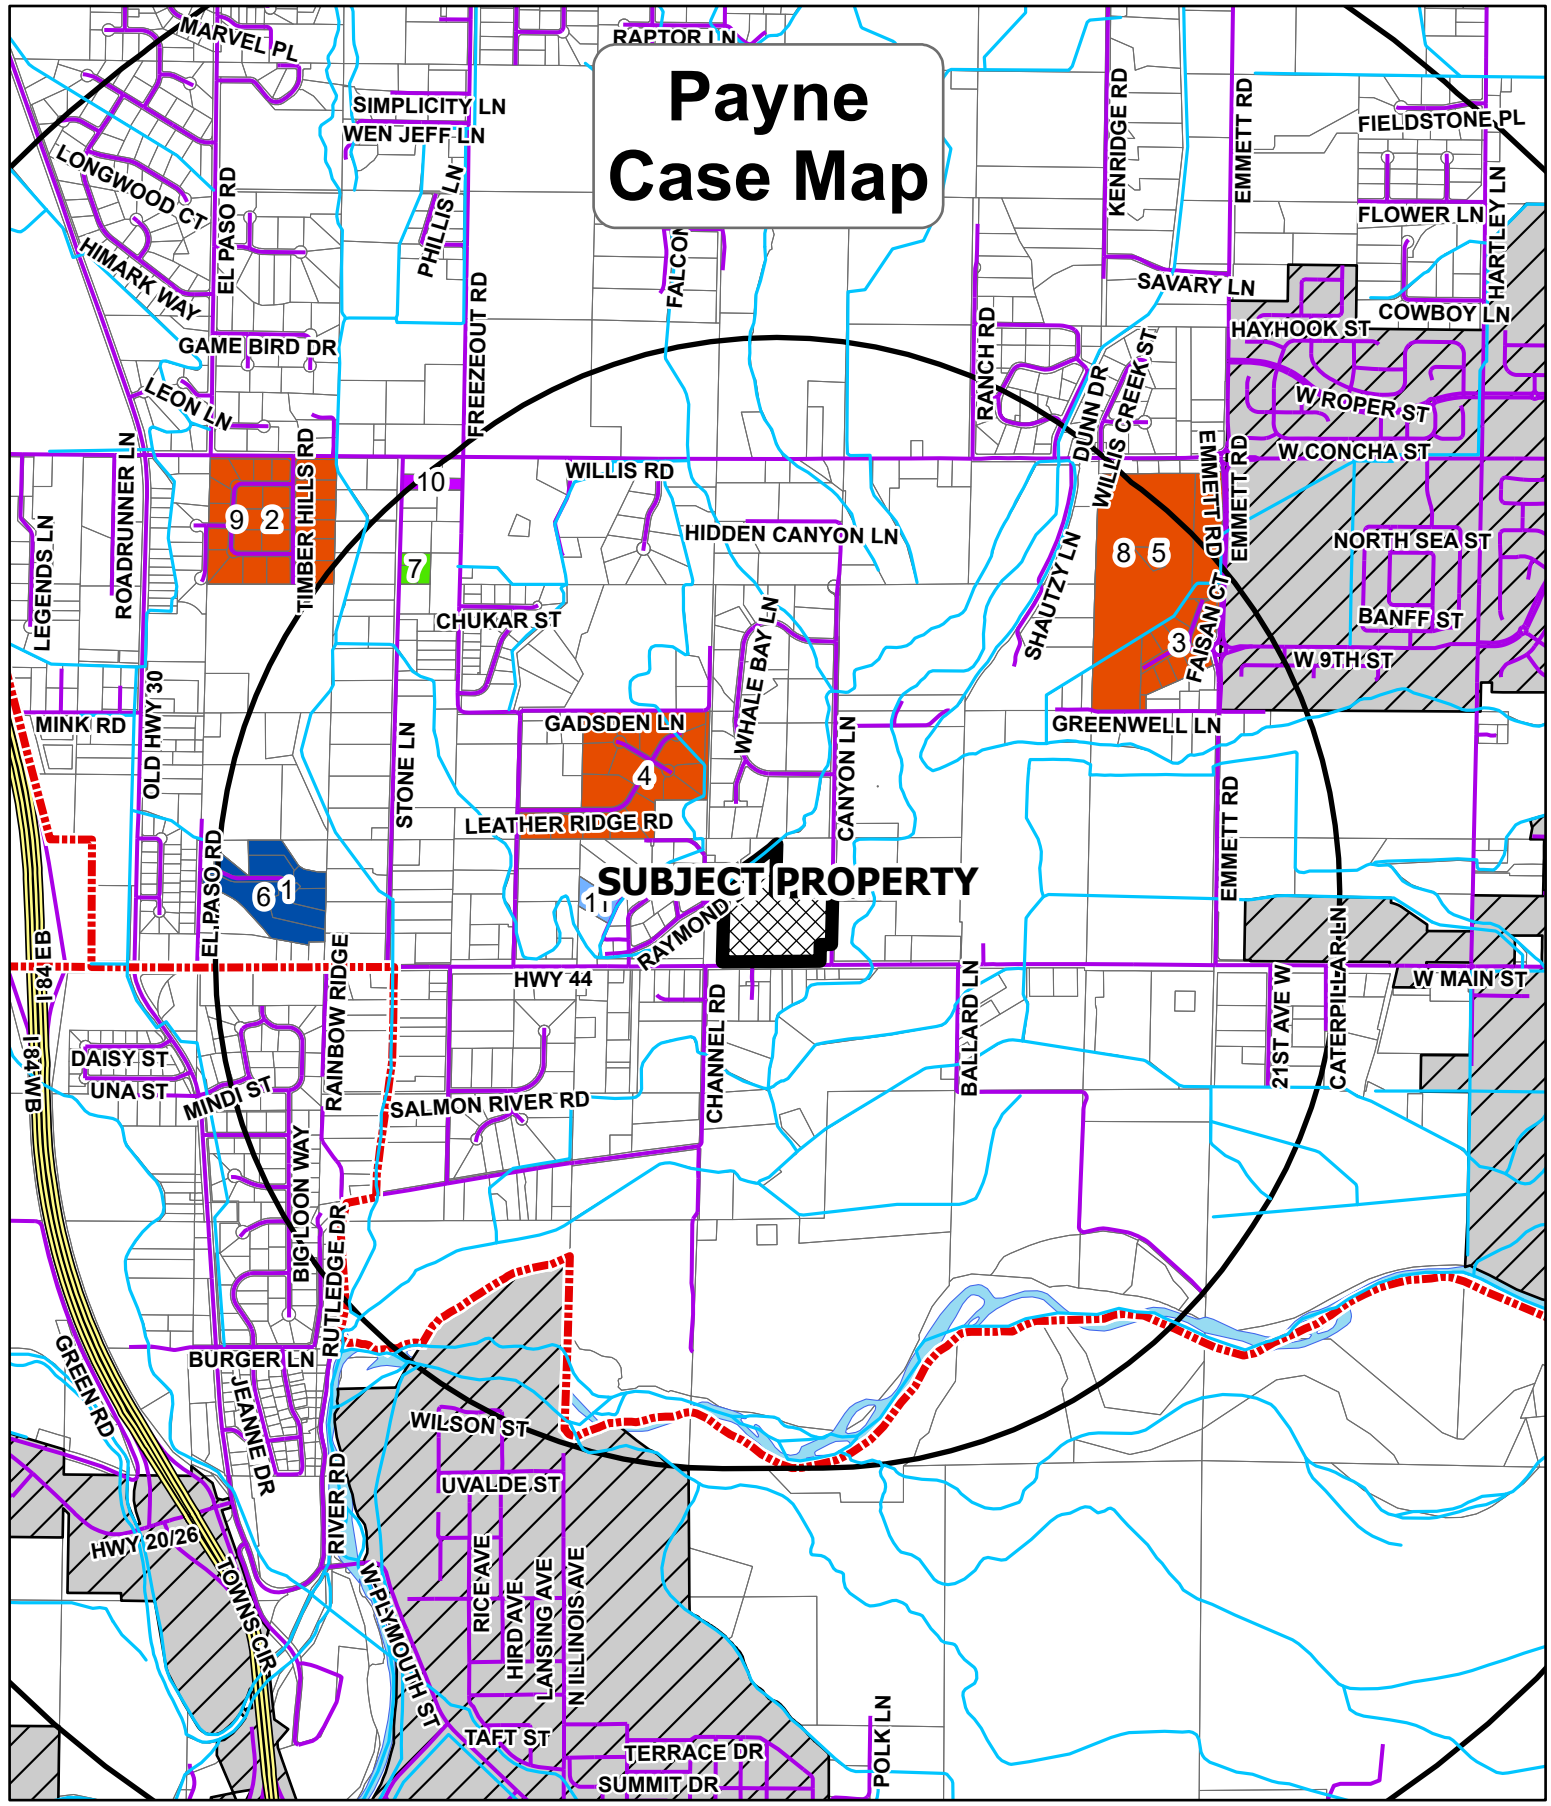 MARVEL PL
RAPTOR LN
Payne
Case Map
SIMPLICITY LN
WEN JEFF LN
KENRIDGE RD
EMMETT RD
FIELDSTONE PL
LONGWOOD CT
EL PASO RD
PHILLIS LN
FLOWER LN
HARTLEY LN
HIMARK WAY
FALCON
SAVARY LN
FREEZEOUT RD
COWBOY LN
HAYHOOK ST
GAME BIRD DR
RANCH RD
LEON LN
DUNN DR
WILLIS CREEK ST
W ROPER ST
ROADRUNNER LN
TIMBER HILLS RD
WILLIS RD
EMMETT RD
EMMETT RD
W CONCHA ST
10
9
2
LEGENDS LN
HIDDEN CANYON LN
8
5
NORTH SEA ST
7
SHAUTZY LN
CHUKAR ST
WHALE BAY LN
3
FAISAN CT
BANFF ST
W 9TH ST
MINK RD
OLD HWY 30
STONE LN
GADSDEN LN
CANYON LN
GREENWELL LN
4
LEATHER RIDGE RD
EMMETT RD
EL PASO RD
6
1
SUBJECT PROPERTY
11
RAYMOND
I-84 EB
RAINBOW RIDGE
HWY 44
CHANNEL RD
BALLARD LN
21ST AVE W
CATERPILLAR LN
W MAIN ST
I-84 WB
DAISY ST
UNA ST
MINDI ST
SALMON RIVER RD
BIG LOON WAY
RUTLEDGE DR
GREEN RD
BURGER LN
JEANNE DR
WILSON ST
RIVER RD
UVALDE ST
HWY 20/26
TOWNS CIR
W PLYMOUTH ST
RICE AVE
HIRD AVE
LANSING AVE
N ILLINOIS AVE
TAFT ST
TERRACE DR
SUMMIT DR
POLK LN